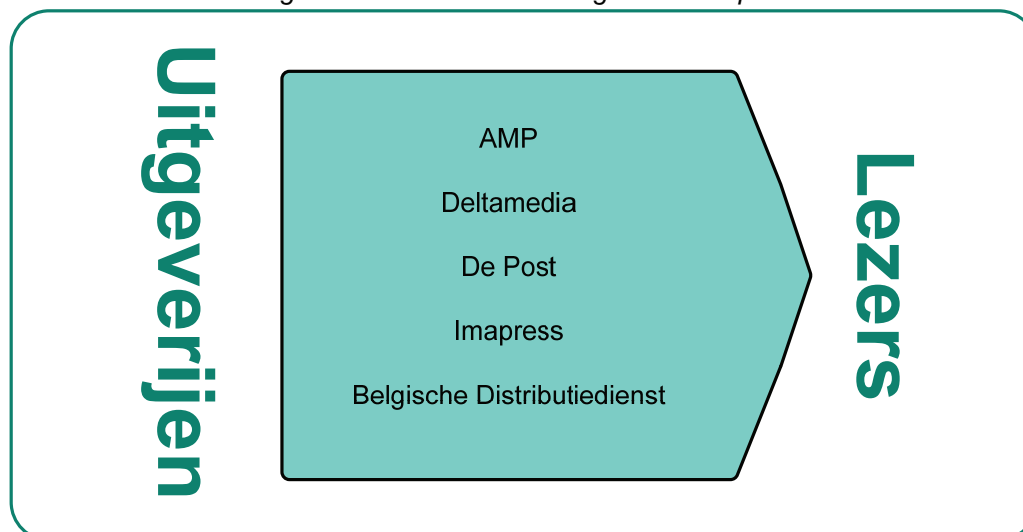 Uitgeverijen
AMP
Deltamedia
De Post
Imapress
Belgische Distributiedienst
Lezers